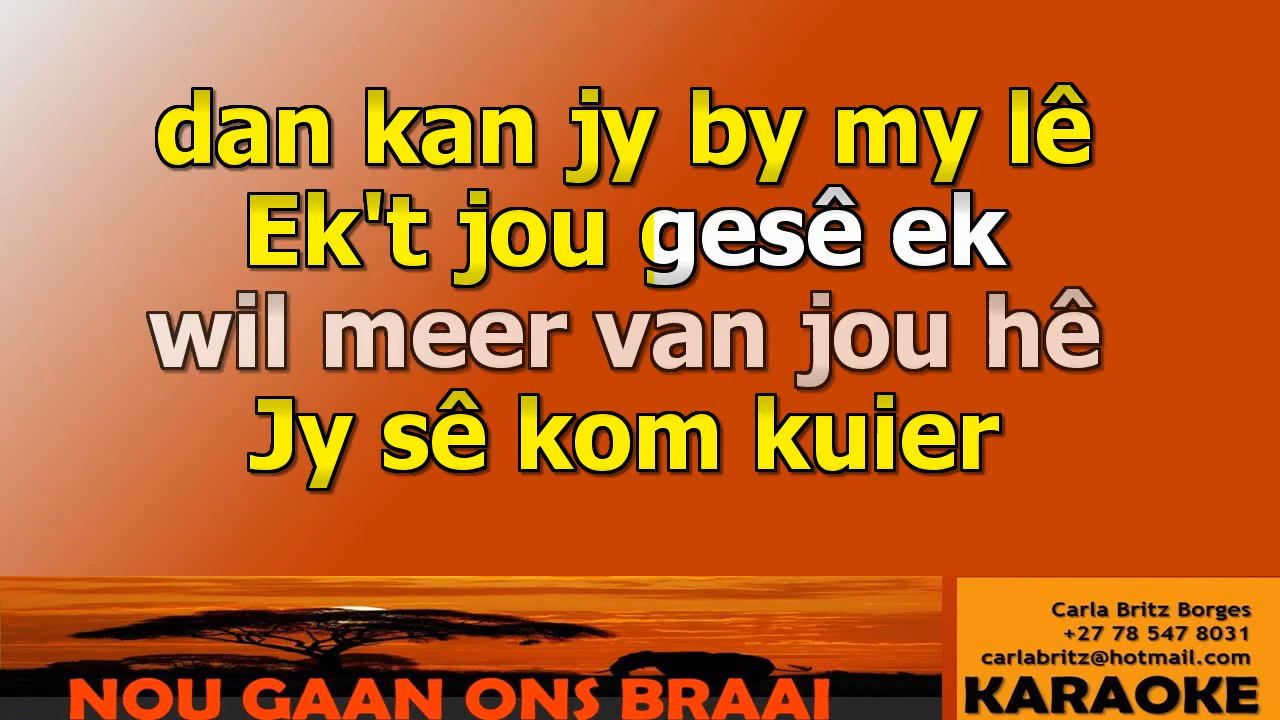 dan kan jy by my lê
Ek't jou gesê ek
wil meer van jou hê
Jy sê kom kuier
Carla Britz Borges
+27 78 547 8031
carlabritz@hotmail.com
NOU GAAN ONS BRAAI
KARAOKE